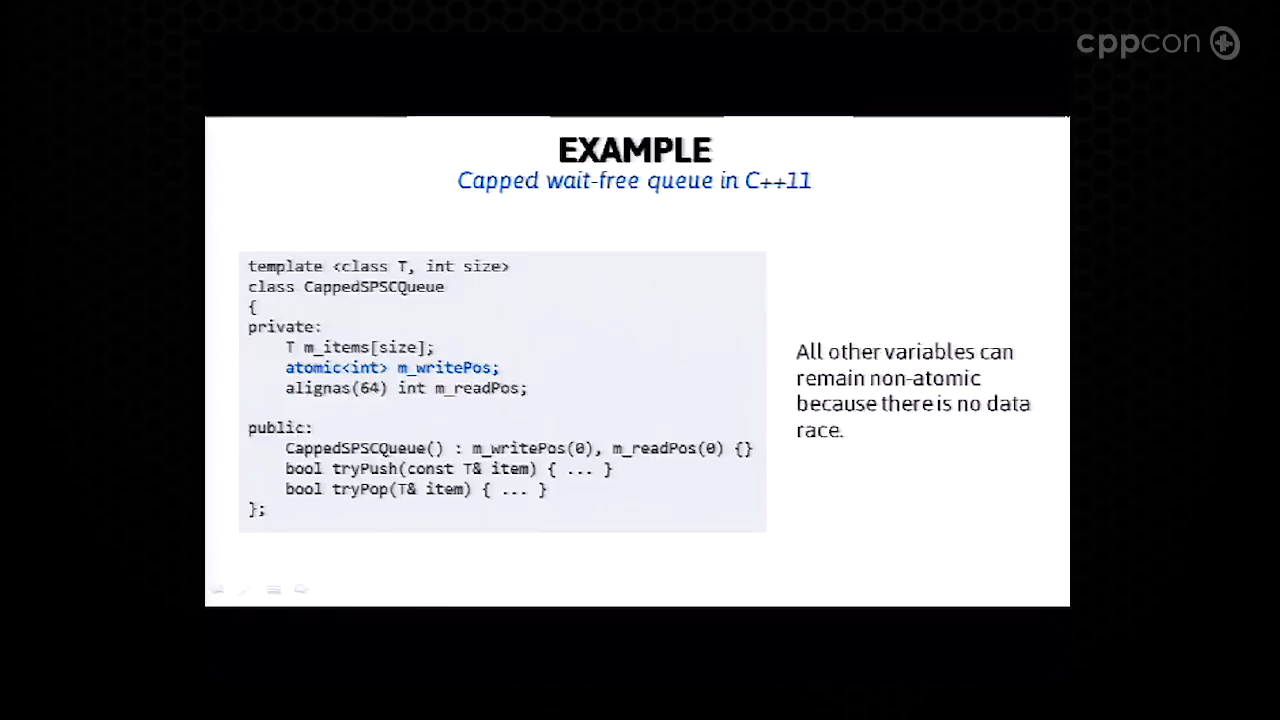 cppcon
EXAMPLE
Capped wait-free queue in C++11
template <class T, int size>
class CappedSPSCQueue
{
private:
    T m_items[size];
    atomic<int> m_writePos;
    alignas(64) int m_readPos;
public:
    CappedSPSCQueue() : m_writePos(0), m_readPos(0) {}
    bool tryPush(const T& item) { ... }
    bool tryPop(T& item) { ... }
};
All other variables can
remain non-atomic
because there is no data
race.